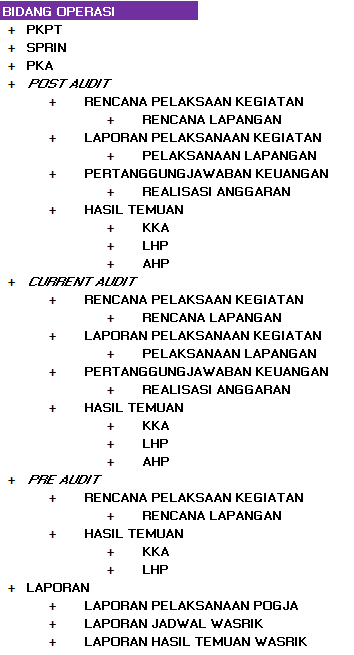 BIDANG OPERASI
+ PKPT
+ SPRIN
+ PKA
+ POST AUDIT
+ RENCANA PELAKSAAN KEGIATAN
+ RENCANA LAPANGAN
+ LAPORAN PELAKSANAAN KEGIATAN
+ PELAKSANAAN LAPANGAN
+ PERTANGGUNGJAWABAN KEUANGAN
+ REALISASI ANGGARAN
+ HASIL TEMUAN
+ KKA
+ LHP
+ AHP
+ CURRENT AUDIT
+ RENCANA PELAKSAAN KEGIATAN
+ RENCANA LAPANGAN
+ LAPORAN PELAKSANAAN KEGIATAN
+ PELAKSANAAN LAPANGAN
+ PERTANGGUNGJAWABAN KEUANGAN
+ REALISASI ANGGARAN
+ HASIL TEMUAN
+ KKA
+ LHP
+ AHP
+ PRE AUDIT
+ RENCANA PELAKSAAN KEGIATAN
+ RENCANA LAPANGAN
+ HASIL TEMUAN
+ KKA
+ LHP
+ LAPORAN
+ LAPORAN PELAKSANAAN POGJA
+ LAPORAN JADWAL WASRIK
+ LAPORAN HASIL TEMUAN WASRIK